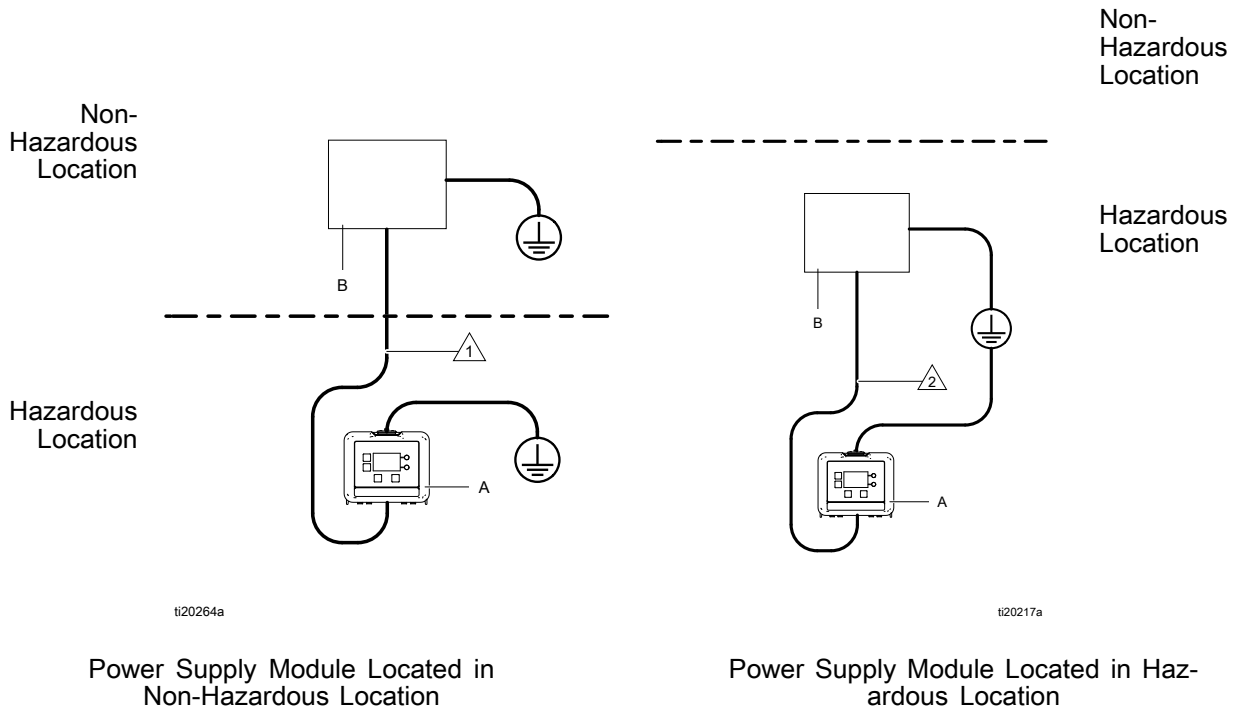 Non-
Hazardous
Location
B
1
Hazardous
Location
A
ti20264a
Power Supply Module Located in
Non-Hazardous Location
Non-
Hazardous
Location
Hazardous
Location
B
2
A
ti20217a
Power Supply Module Located in Haz-
ardous Location